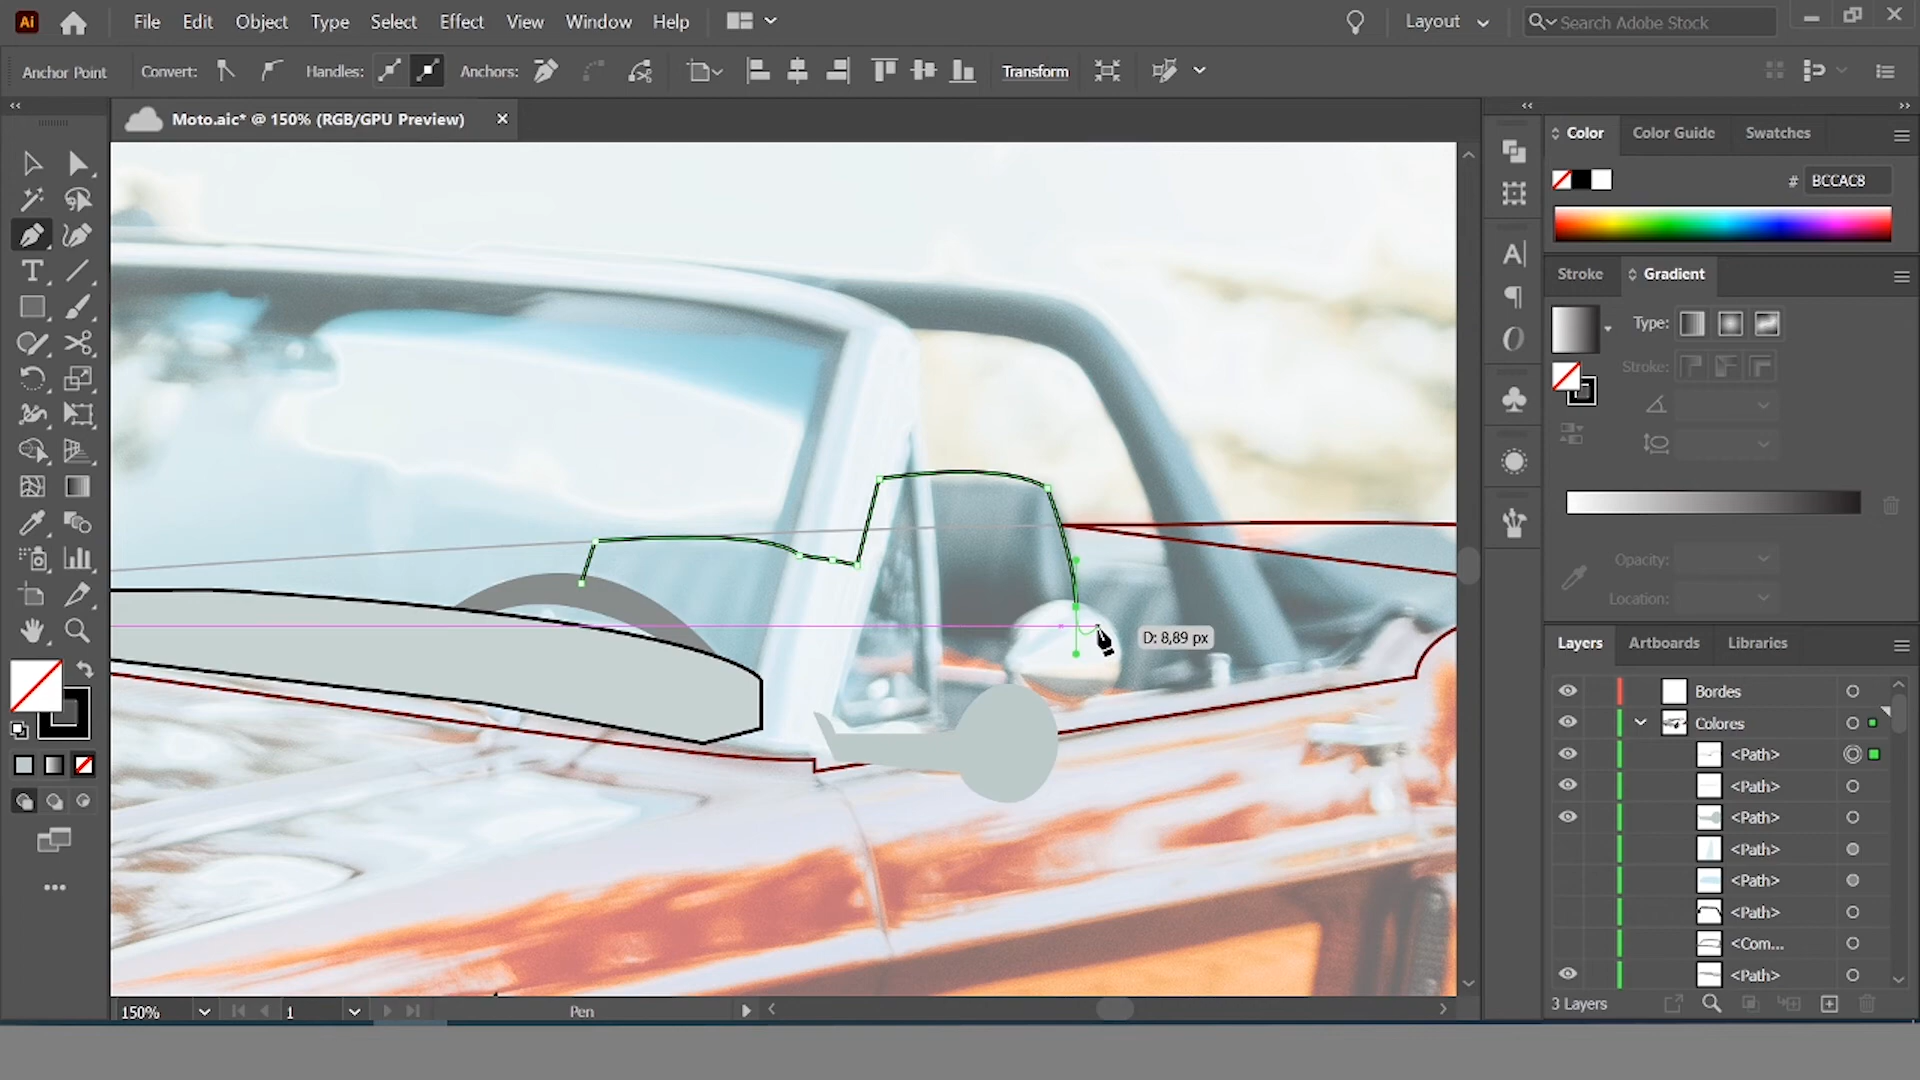 Ai File Edit Object Type Select Effect View Window Help Layout Search Adobe Stock
Anchor Point Convert: Handles: Anchors: Transform
Moto.aic* @ 150% (RGB/GPU Preview)
Color Color Guide Swatches
# BCCAC8
Stroke Gradient
Type:
Stroke:
Opacity:
Location:
D: 8,89 px
Layers Artboards Libraries
Bordes
Colores
<Path>
<Path>
<Path>
<Path>
<Path>
<Path>
<Com...
<Path>
3 Layers
150% 1 Pen